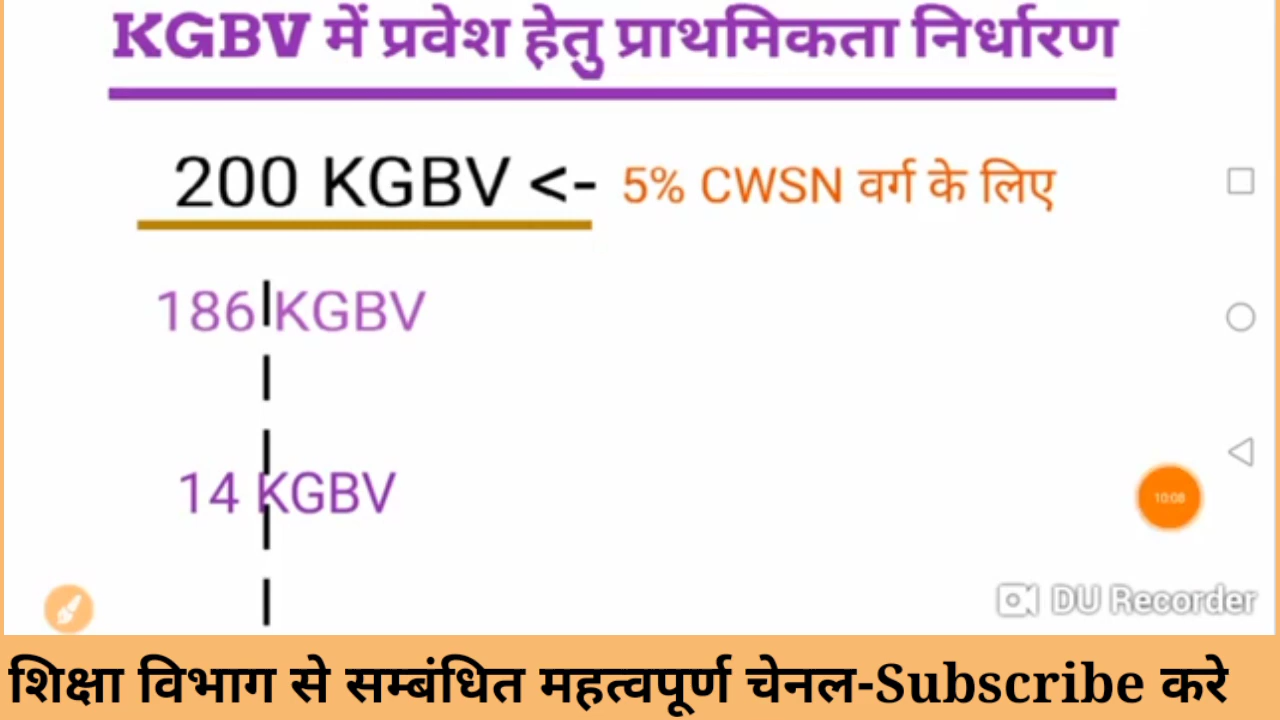 KGBV में प्रवेश हेतु प्राथमिकता निर्धारण
200 KGBV <- 5% CWSN वर्ग के लिए
186 KGBV
14 KGBV
10:08
DU Recorder
शिक्षा विभाग से सम्बंधित महत्वपूर्ण चेनल-Subscribe करे